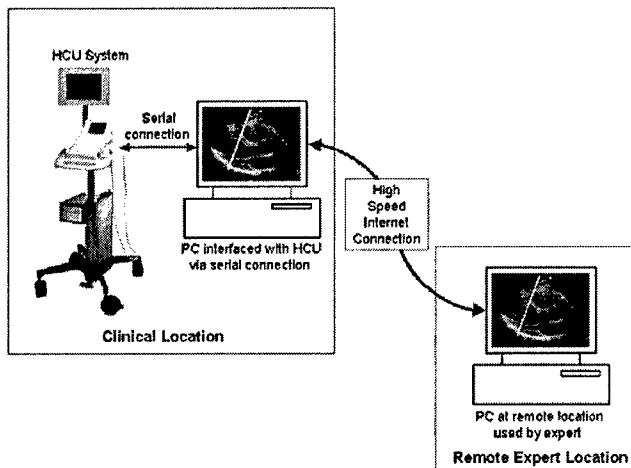 HCU System
Serial
connection
PC interfaced with HCU
via serial connection
Clinical Location
High
Speed
Internet
Connection
PC at remote location
used by expert
Remote Expert Location